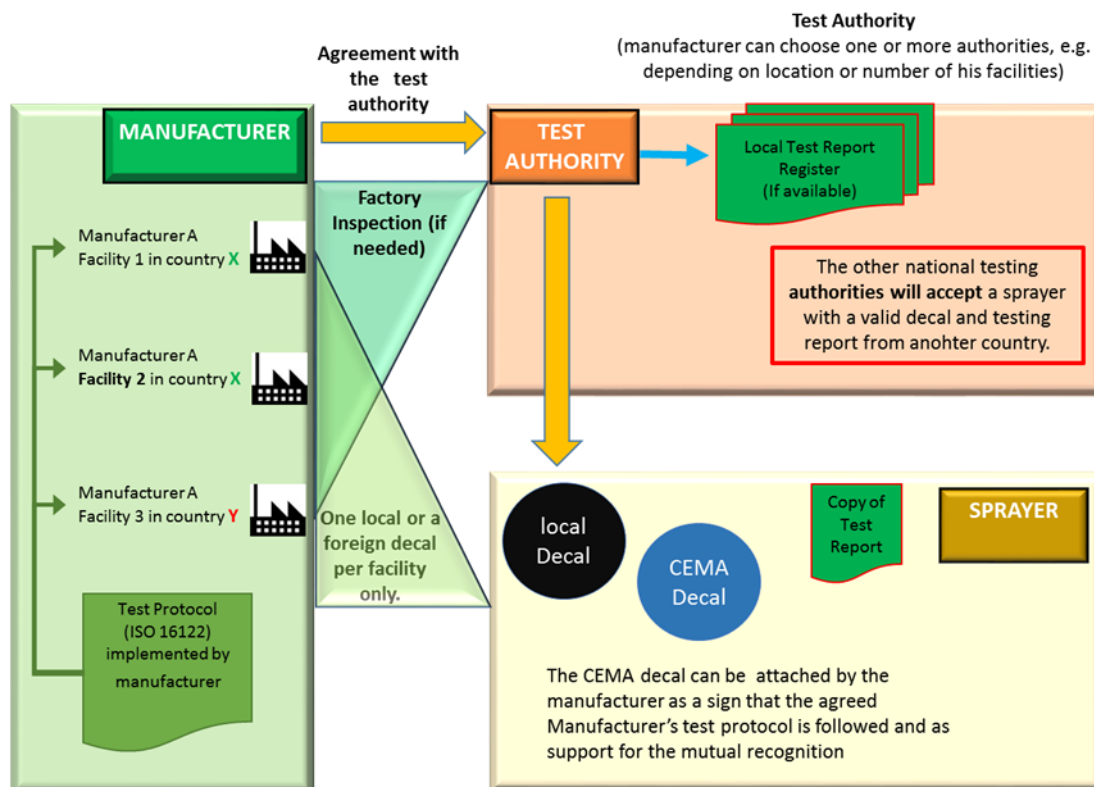 Test Authority
(manufacturer can choose one or more authorities, e.g.
depending on location or number of his facilities)
Agreement with
the test
authority
MANUFACTURER
TEST
AUTHORITY
Local Test Report
Register
(If available)
Factory
Inspection (if
needed)
Manufacturer A
Facility 1 in country X
The other national testing
authorities will accept a sprayer
with a valid decal and testing
report from anohter country.
Manufacturer A
Facility 2 in country X
Manufacturer A
Facility 3 in country Y
One local or a
foreign decal
per facility
only.
local
Decal
CEMA
Decal
Copy of
Test
Report
SPRAYER
Test Protocol
(ISO 16122)
implemented by
manufacturer
The CEMA decal can be attached by the
manufacturer as a sign that the agreed
Manufacturer's test protocol is followed and as
support for the mutual recognition